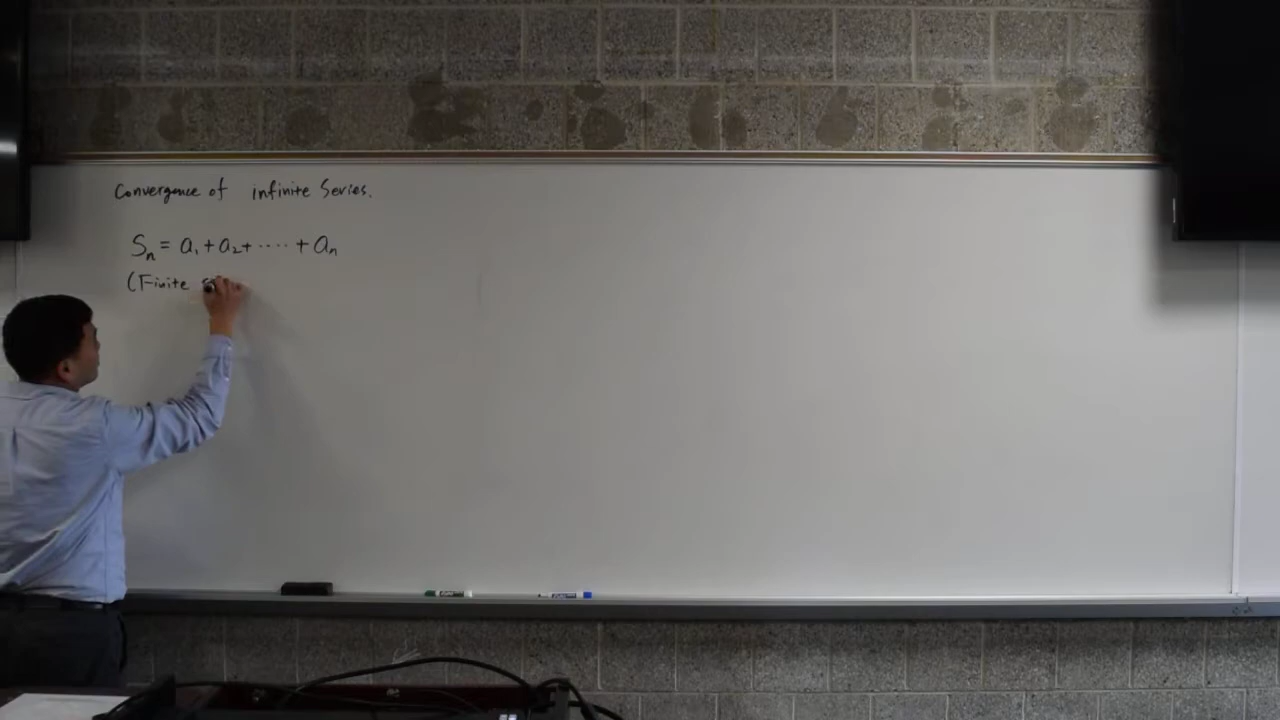 Convergence of infinite Series.
Sn = a1 + a2 + ···· + an
(Finite